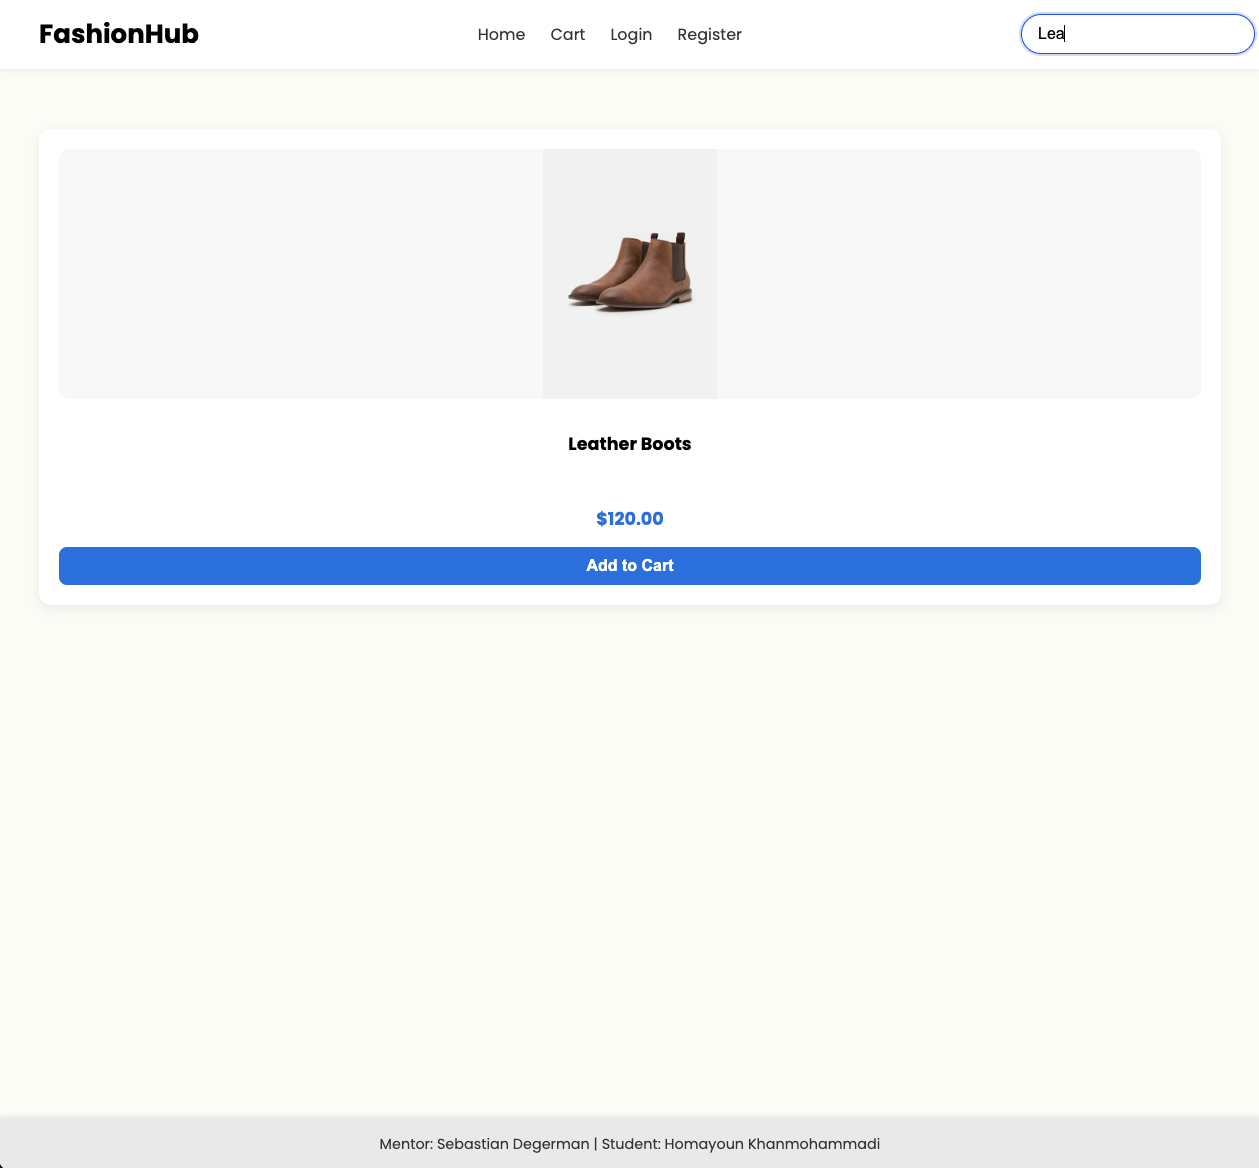 FashionHub
Home Cart Login Register
Lea
Leather Boots
$120.00
Add to Cart
Mentor: Sebastian Degerman | Student: Homayoun Khanmohammadi